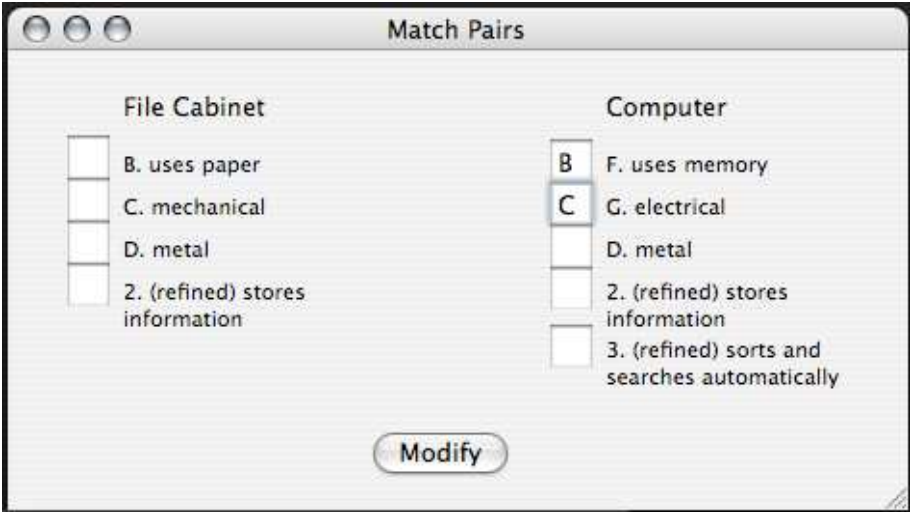 Match Pairs
File Cabinet
B. uses paper
C. mechanical
D. metal
2. (refined) stores
information
Computer
B F. uses memory
C G. electrical
D. metal
2. (refined) stores
information
3. (refined) sorts and
searches automatically
Modify